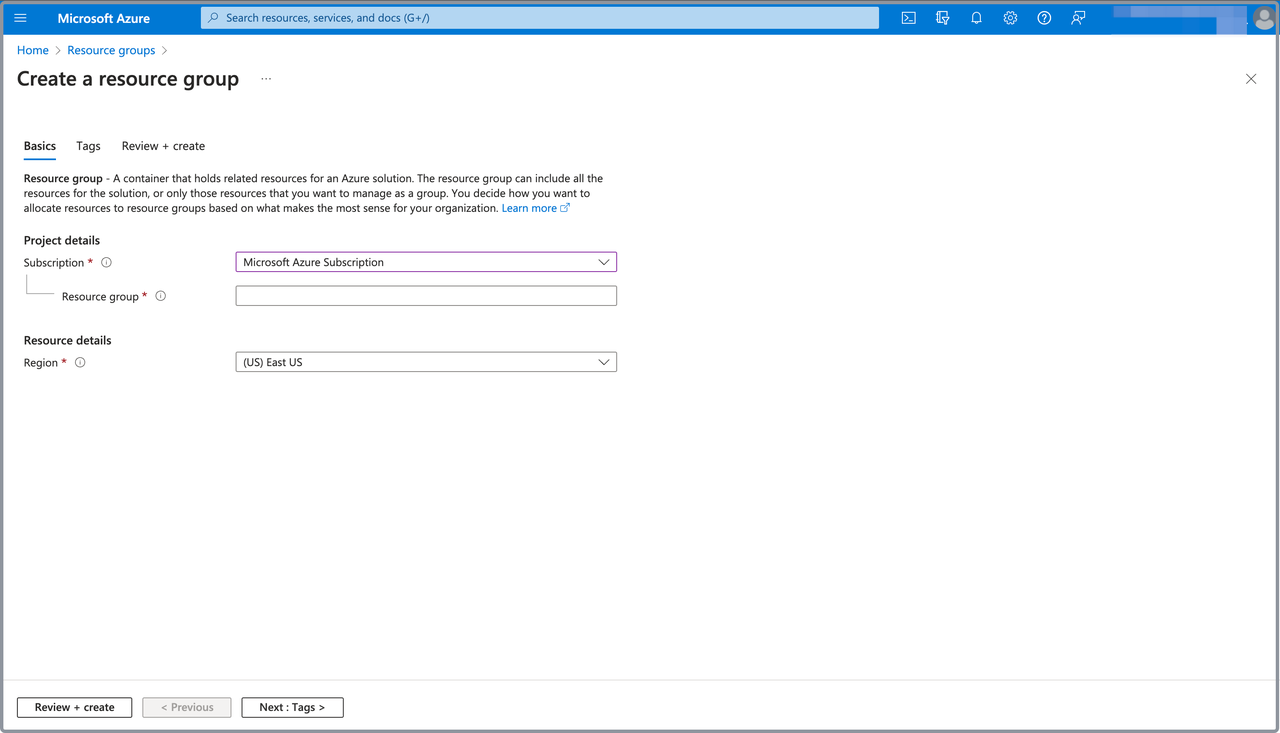 Microsoft Azure
Search resources, services, and docs (G+/)
Home > Resource groups >
Create a resource group ...
Basics Tags Review + create
Resource group - A container that holds related resources for an Azure solution. The resource group can include all the
resources for the solution, or only those resources that you want to manage as a group. You decide how you want to
allocate resources to resource groups based on what makes the most sense for your organization. Learn more
Project details
Subscription *
Microsoft Azure Subscription
Resource group *
Resource details
Region *
(US) East US
Review + create
< Previous
Next : Tags >